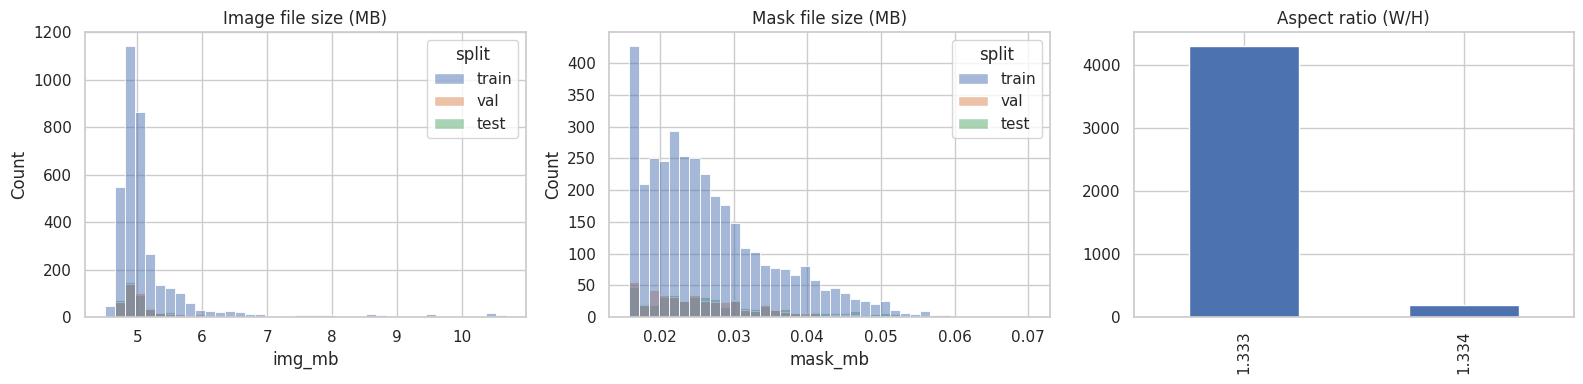 Image file size (MB)
1200
1000
800
600
400
200
0
Count
5
6
7
8
9
10
img_mb
split
train
val
test
Mask file size (MB)
400
350
300
250
200
150
100
50
0
Count
0.02
0.03
0.04
0.05
0.06
0.07
mask_mb
split
train
val
test
Aspect ratio (W/H)
4000
3000
2000
1000
0
1.333
1.334